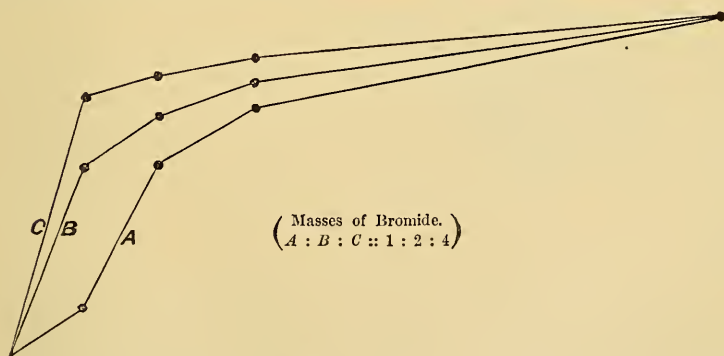 C B A
(Masses of Bromide.
A : B : C :: 1 : 2 : 4)